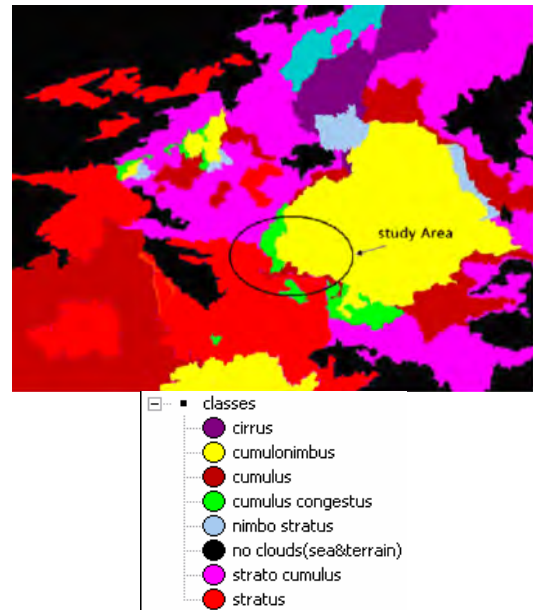 study Area
classes
cirrus
cumulonimbus
cumulus
cumulus congestus
nimbo stratus
no clouds(sea&terrain)
strato cumulus
stratus